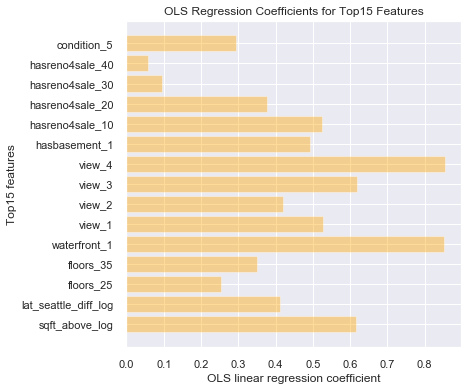 OLS Regression Coefficients for Top15 Features
Top15 features
condition_5
hasreno4sale_40
hasreno4sale_30
hasreno4sale_20
hasreno4sale_10
hasbasement_1
view_4
view_3
view_2
view_1
waterfront_1
floors_35
floors_25
lat_seattle_diff_log
sqft_above_log
0.0 0.1 0.2 0.3 0.4 0.5 0.6 0.7 0.8
OLS linear regression coefficient